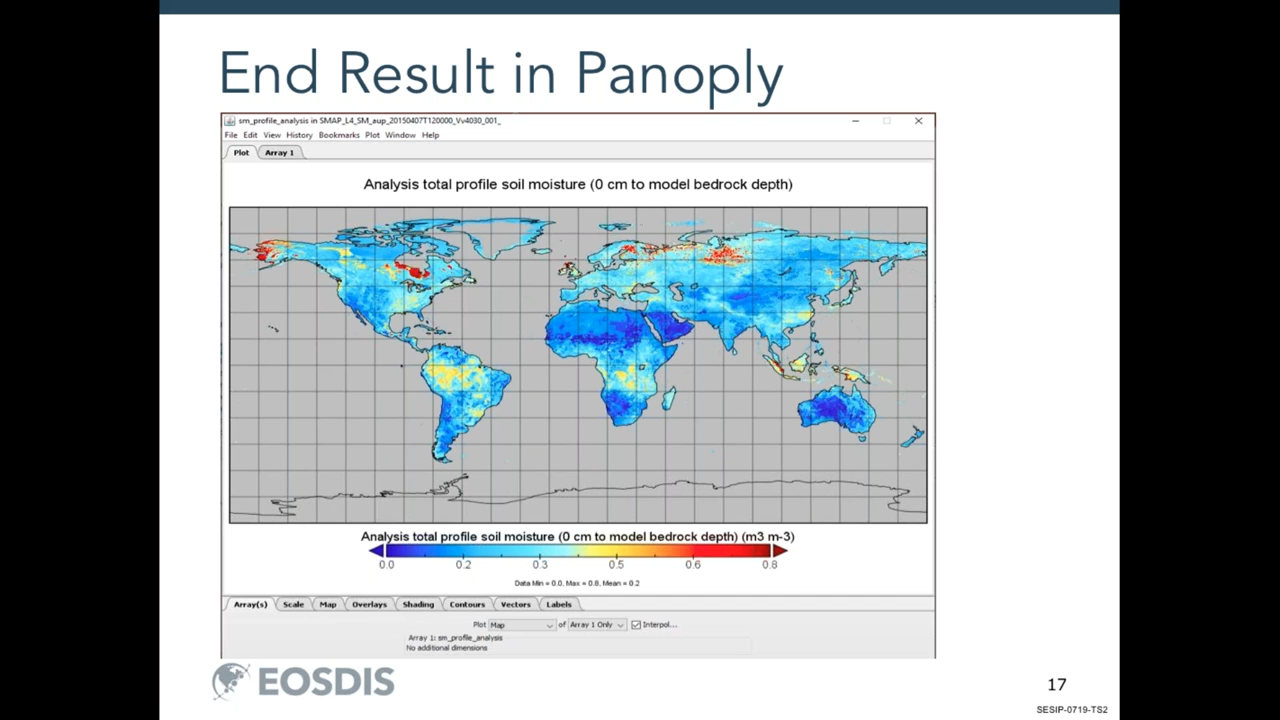 End Result in Panoply
sm_profile_analysis in SMAP_L4_SM_aup_20150407T120000_Vv4030_001_
File Edit View History Bookmarks Plot Window Help
Plot Array 1
Analysis total profile soil moisture (0 cm to model bedrock depth)
Analysis total profile soil moisture (0 cm to model bedrock depth) (m3 m-3)
0.0 0.2 0.3 0.5 0.6 0.8
Data Min = 0.0, Max = 0.8, Mean = 0.2
Array(s) Scale Map Overlays Shading Contours Vectors Labels
Plot Map of Array 1 Only Interpol...
Array 1: sm_profile_analysis
No additional dimensions
EOSDIS
17
SESIP-0719-TS2